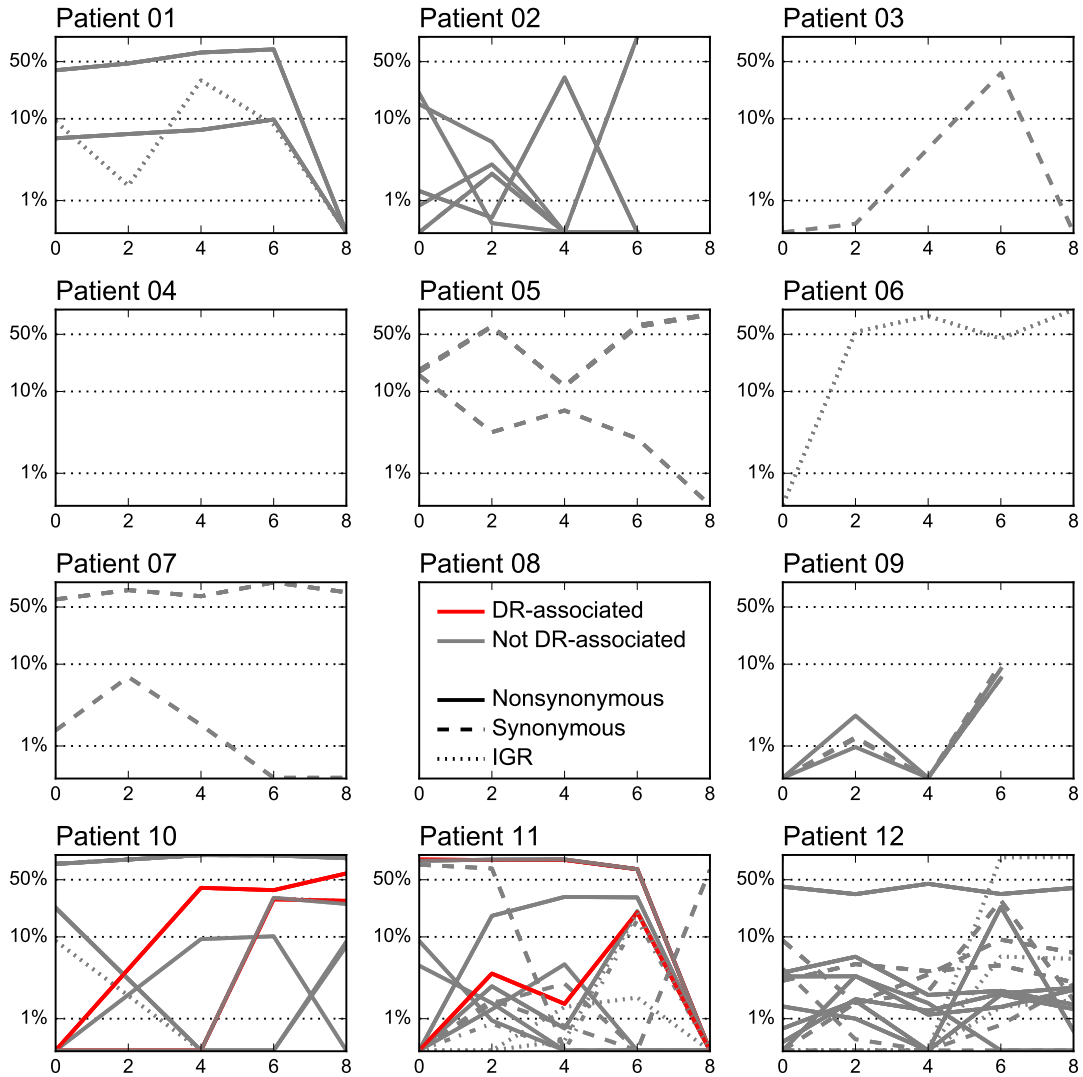 Patient 01 Patient 02 Patient 03
50% 50% 50%
10% 10% 10%
1% 1% 1%
0 2 4 6 8 0 2 4 6 8 0 2 4 6 8
Patient 04 Patient 05 Patient 06
50% 50% 50%
10% 10% 10%
1% 1% 1%
0 2 4 6 8 0 2 4 6 8 0 2 4 6 8
Patient 07 Patient 08 Patient 09
50% DR-associated 50%
Not DR-associated
10% 10%
Nonsynonymous
Synonymous
1% 1%
IGR
0 2 4 6 8 0 2 4 6 8 0 2 4 6 8
Patient 10 Patient 11 Patient 12
50% 50% 50%
10% 10% 10%
1% 1% 1%
0 2 4 6 8 0 2 4 6 8 0 2 4 6 8